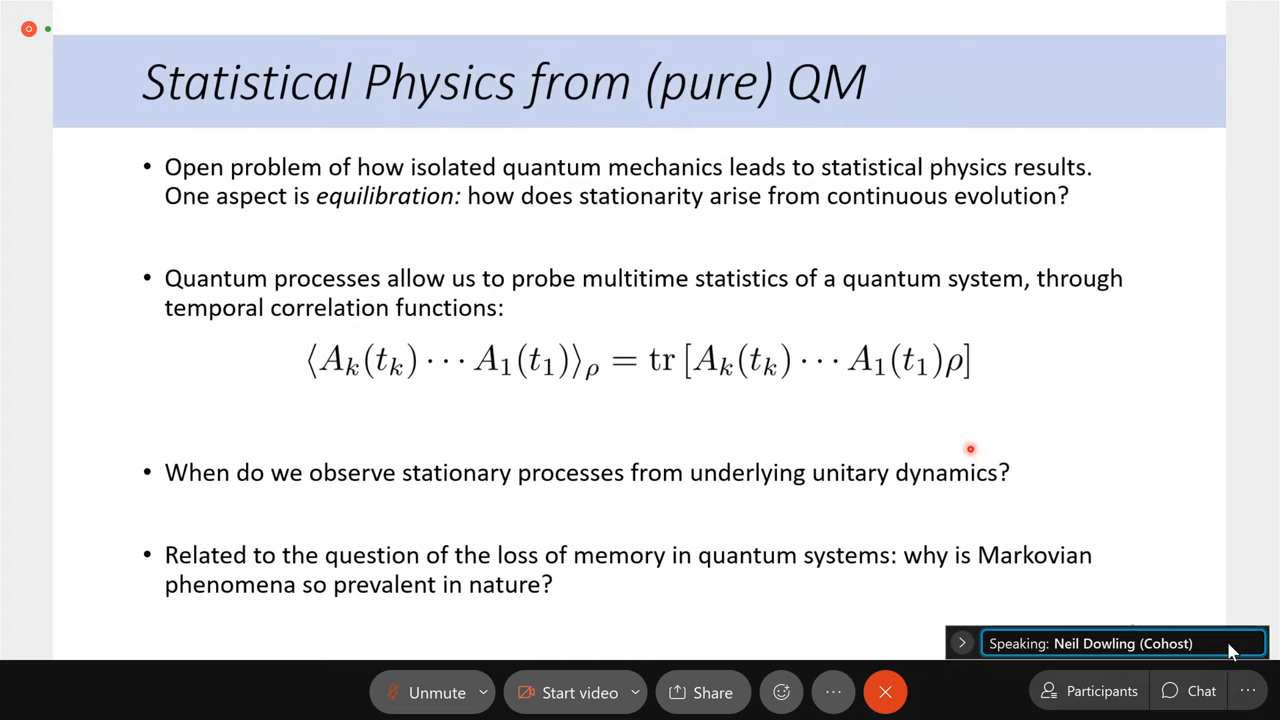 Statistical Physics from (pure) QM
• Open problem of how isolated quantum mechanics leads to statistical physics results.
One aspect is equilibration: how does stationarity arise from continuous evolution?
• Quantum processes allow us to probe multitime statistics of a quantum system, through
temporal correlation functions:
⟨A_k(t_k) ⋯ A_1(t_1)⟩_ρ = tr [A_k(t_k) ⋯ A_1(t_1)ρ]
• When do we observe stationary processes from underlying unitary dynamics?
• Related to the question of the loss of memory in quantum systems: why is Markovian
phenomena so prevalent in nature?
Speaking: Neil Dowling (Cohost)
Unmute Start video Share Participants Chat